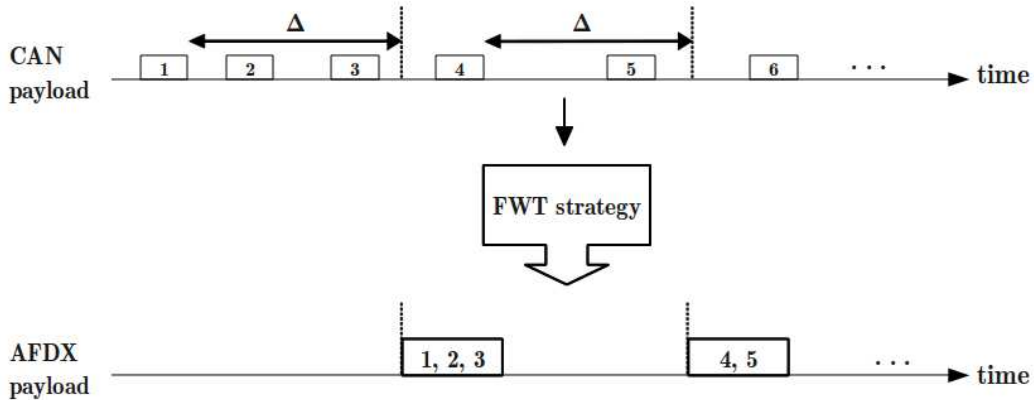 Δ Δ
CAN
payload
1 2 3 4 5 6 . . . time
FWT strategy
AFDX
payload
1, 2, 3 4, 5 . . . time